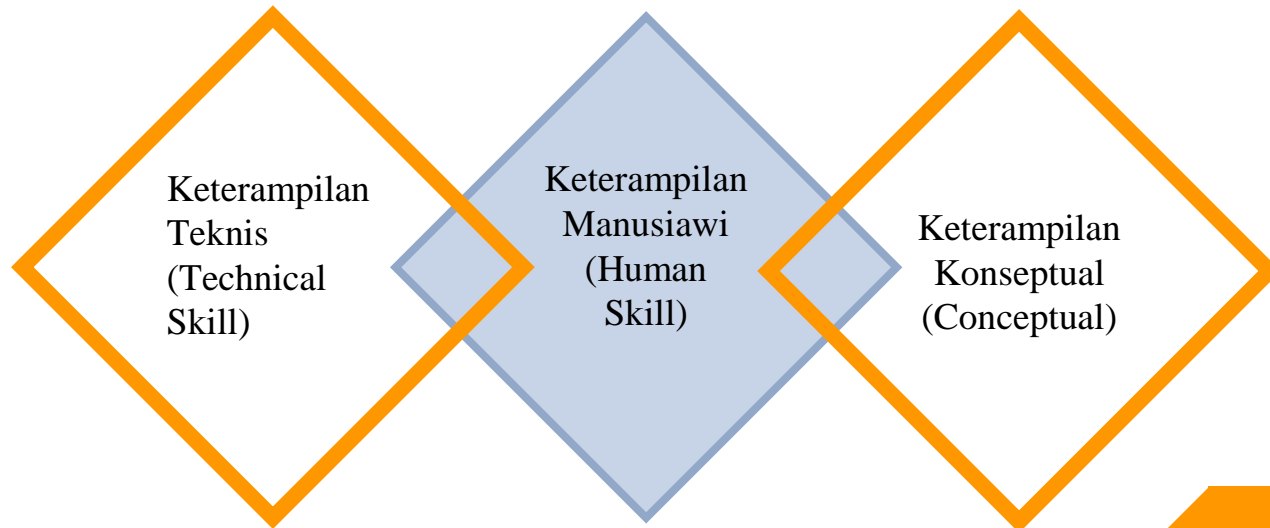 Keterampilan
Teknis
(Technical
Skill)
Keterampilan
Manusiawi
(Human
Skill)
Keterampilan
Konseptual
(Conceptual)